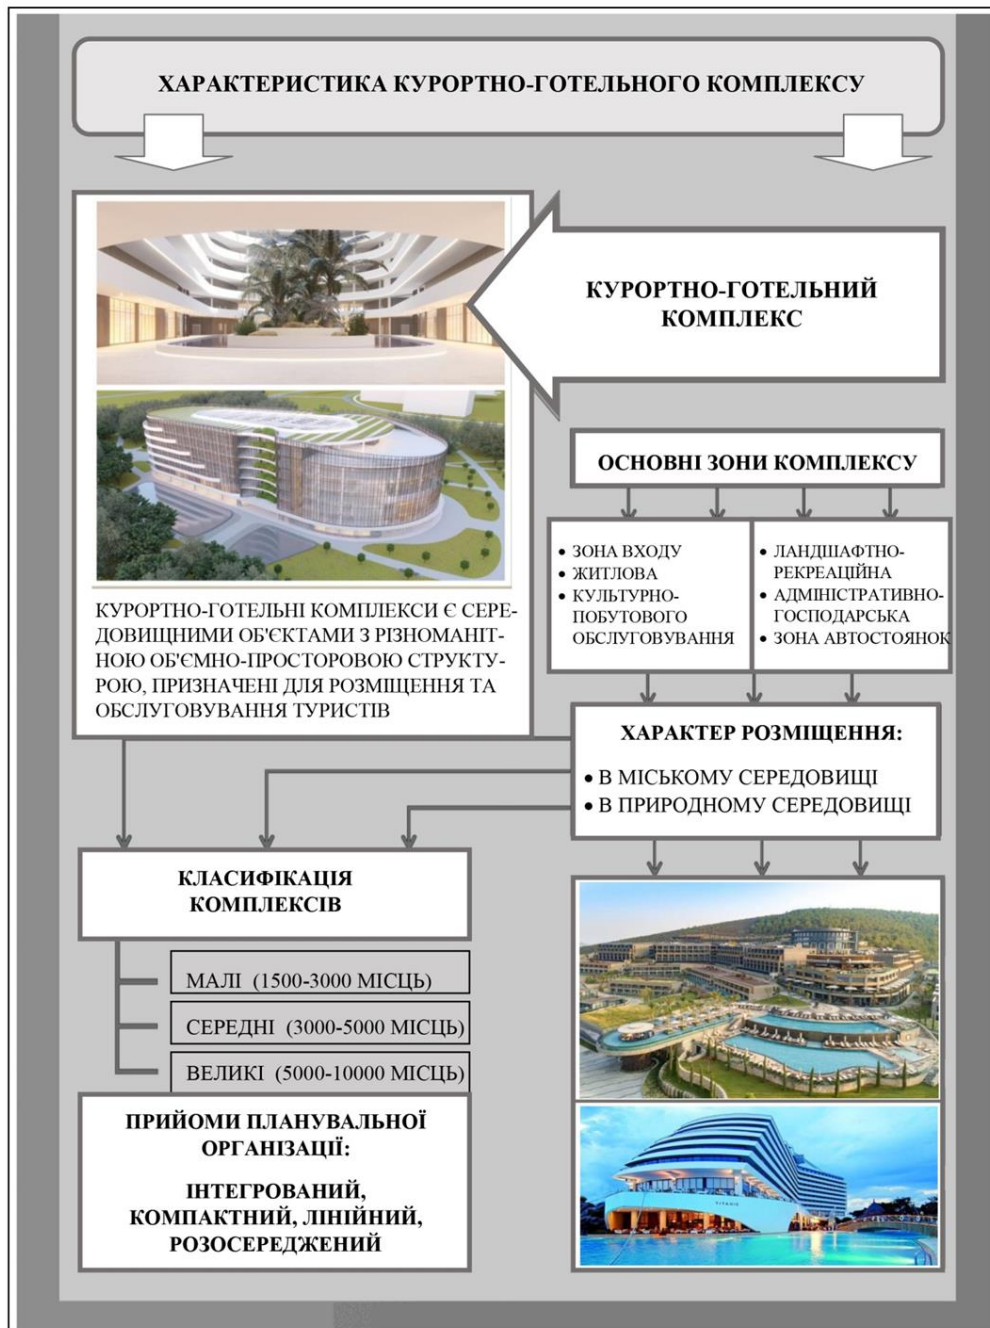 ХАРАКТЕРИСТИКА КУРОРТНО-ГОТЕЛЬНОГО КОМПЛЕКСУ
КУРОРТНО-ГОТЕЛЬНИЙ
КОМПЛЕКС
КУРОРТНО-ГОТЕЛЬНІ КОМПЛЕКСИ Є СЕРЕ-
ДОВИЩНИМИ ОБ'ЄКТАМИ З РІЗНОМАНІТ-
НОЮ ОБ'ЄМНО-ПРОСТОРОВОЮ СТРУКТУ-
РОЮ, ПРИЗНАЧЕНІ ДЛЯ РОЗМІЩЕННЯ ТА
ОБСЛУГОВУВАННЯ ТУРИСТІВ
ОСНОВНІ ЗОНИ КОМПЛЕКСУ
• ЗОНА ВХОДУ
• ЖИТЛОВА
• КУЛЬТУРНО-
ПОБУТОВОГО
ОБСЛУГОВУВАННЯ
• ЛАНДШАФТНО-
РЕКРЕАЦІЙНА
• АДМІНІСТРАТИВНО-
ГОСПОДАРСЬКА
• ЗОНА АВТОСТОЯНОК
ХАРАКТЕР РОЗМІЩЕННЯ:
• В МІСЬКОМУ СЕРЕДОВИЩІ
• В ПРИРОДНОМУ СЕРЕДОВИЩІ
КЛАСИФІКАЦІЯ
КОМПЛЕКСІВ
МАЛІ (1500-3000 МІСЦЬ)
СЕРЕДНІ (3000-5000 МІСЦЬ)
ВЕЛИКІ (5000-10000 МІСЦЬ)
ПРИЙОМИ ПЛАНУВАЛЬНОЇ
ОРГАНІЗАЦІЇ:
ІНТЕГРОВАНИЙ,
КОМПАКТНИЙ, ЛІНІЙНИЙ,
РОЗОСЕРЕДЖЕНИЙ
TITANIC